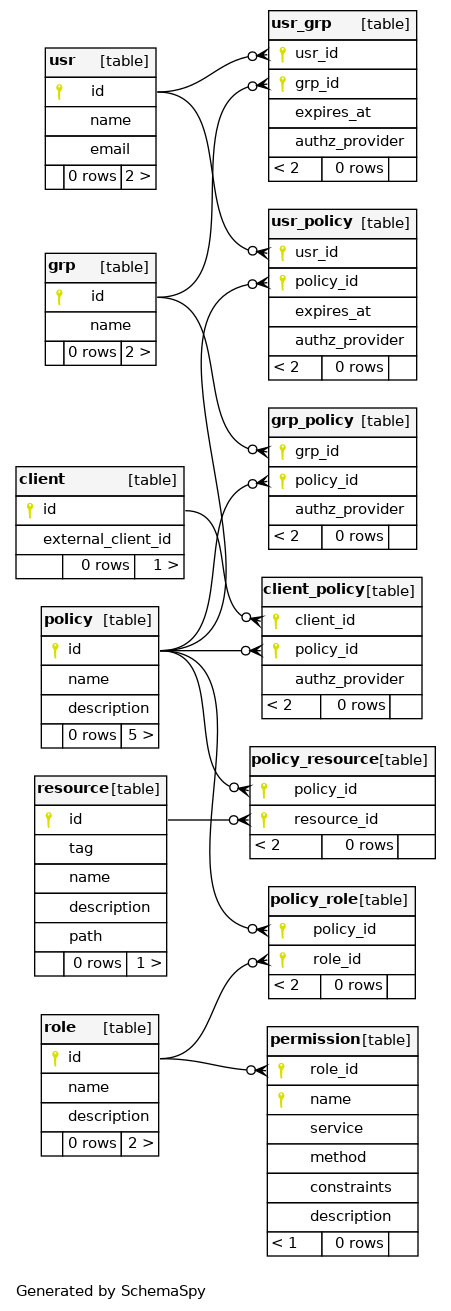 usr [table]
id
name
email
0 rows 2 >
grp [table]
id
name
0 rows 2 >
client [table]
id
external_client_id
0 rows 1 >
policy [table]
id
name
description
0 rows 5 >
resource [table]
id
tag
name
description
path
0 rows 1 >
role [table]
id
name
description
0 rows 2 >
usr_grp [table]
usr_id
grp_id
expires_at
authz_provider
< 2 0 rows
usr_policy [table]
usr_id
policy_id
expires_at
authz_provider
< 2 0 rows
grp_policy [table]
grp_id
policy_id
authz_provider
< 2 0 rows
client_policy [table]
client_id
policy_id
authz_provider
< 2 0 rows
policy_resource [table]
policy_id
resource_id
< 2 0 rows
policy_role [table]
policy_id
role_id
< 2 0 rows
permission [table]
role_id
name
service
method
constraints
description
< 1 0 rows
Generated by SchemaSpy